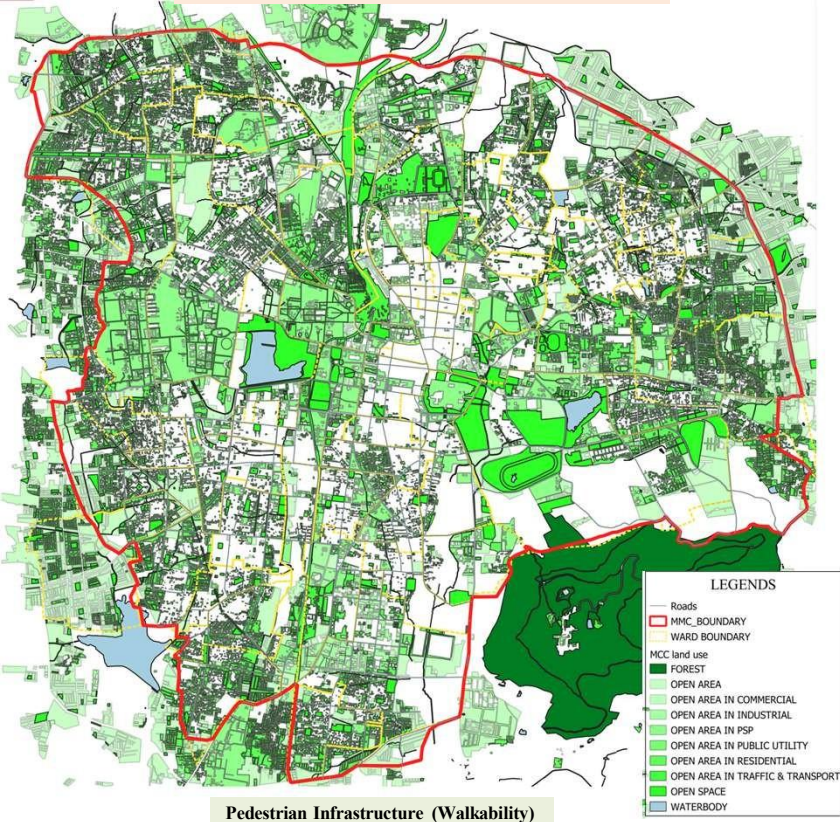 LEGENDS
Roads
MMC_BOUNDARY
WARD BOUNDARY
MCC land use
FOREST
OPEN AREA
OPEN AREA IN COMMERCIAL
OPEN AREA IN INDUSTRIAL
OPEN AREA IN PSP
OPEN AREA IN PUBLIC UTILITY
OPEN AREA IN RESIDENTIAL
OPEN AREA IN TRAFFIC & TRANSPORT
OPEN SPACE
WATERBODY
Pedestrian Infrastructure (Walkability)